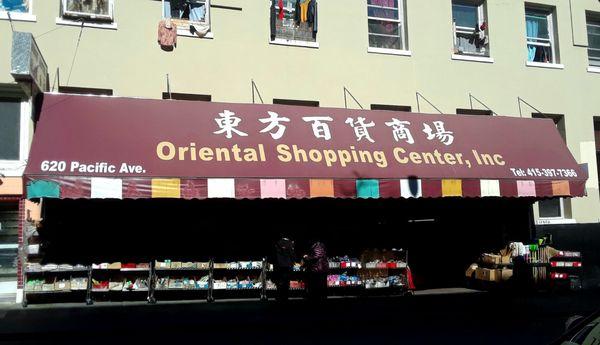 東方百貨商場
Oriental Shopping Center, Inc
620 Pacific Ave.
Tel: 415-397-7366